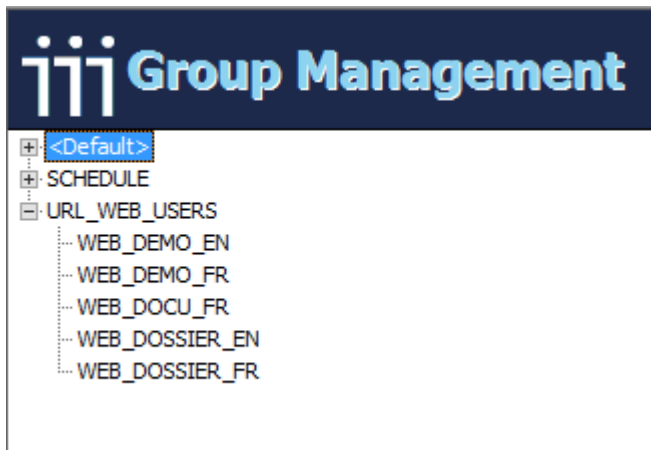 Group Management
<Default>
SCHEDULE
URL_WEB_USERS
WEB_DEMO_EN
WEB_DEMO_FR
WEB_DOCU_FR
WEB_DOSSIER_EN
WEB_DOSSIER_FR